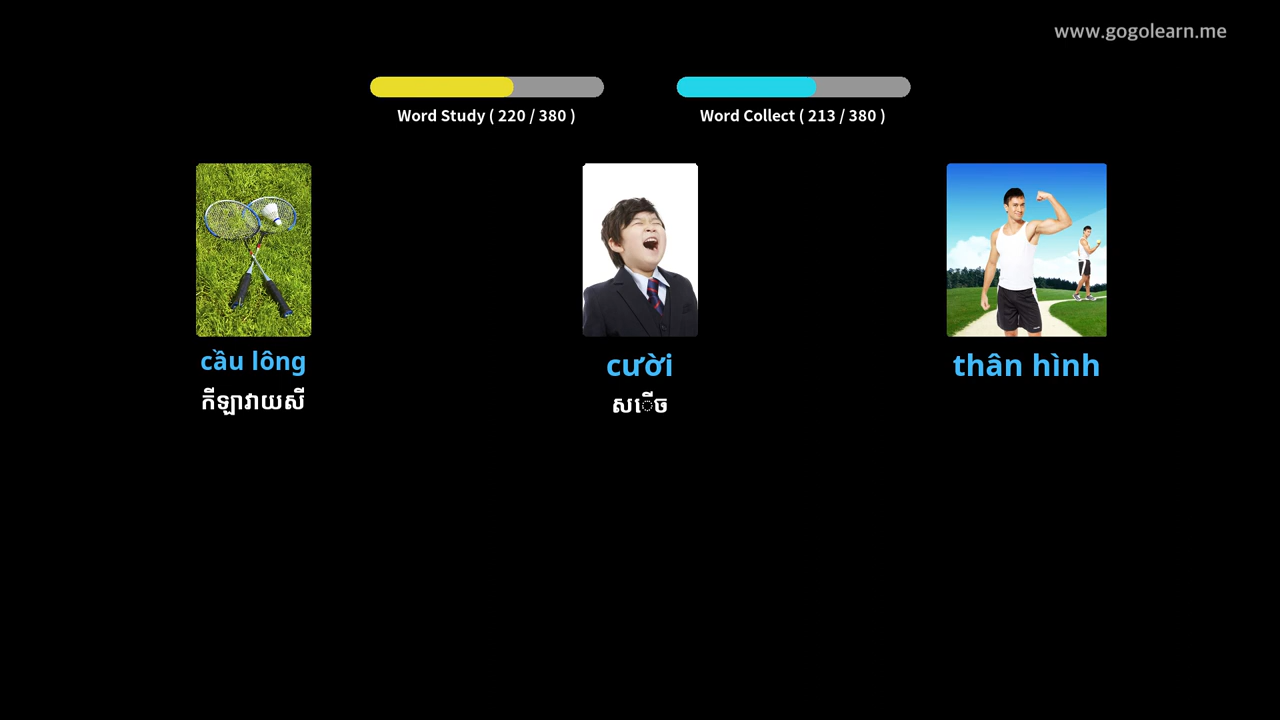 www.gogolearn.me
Word Study ( 220 / 380 )
Word Collect ( 213 / 380 )
cầu lông
cười
thân hình
កីឡាវាយសី
សេីច